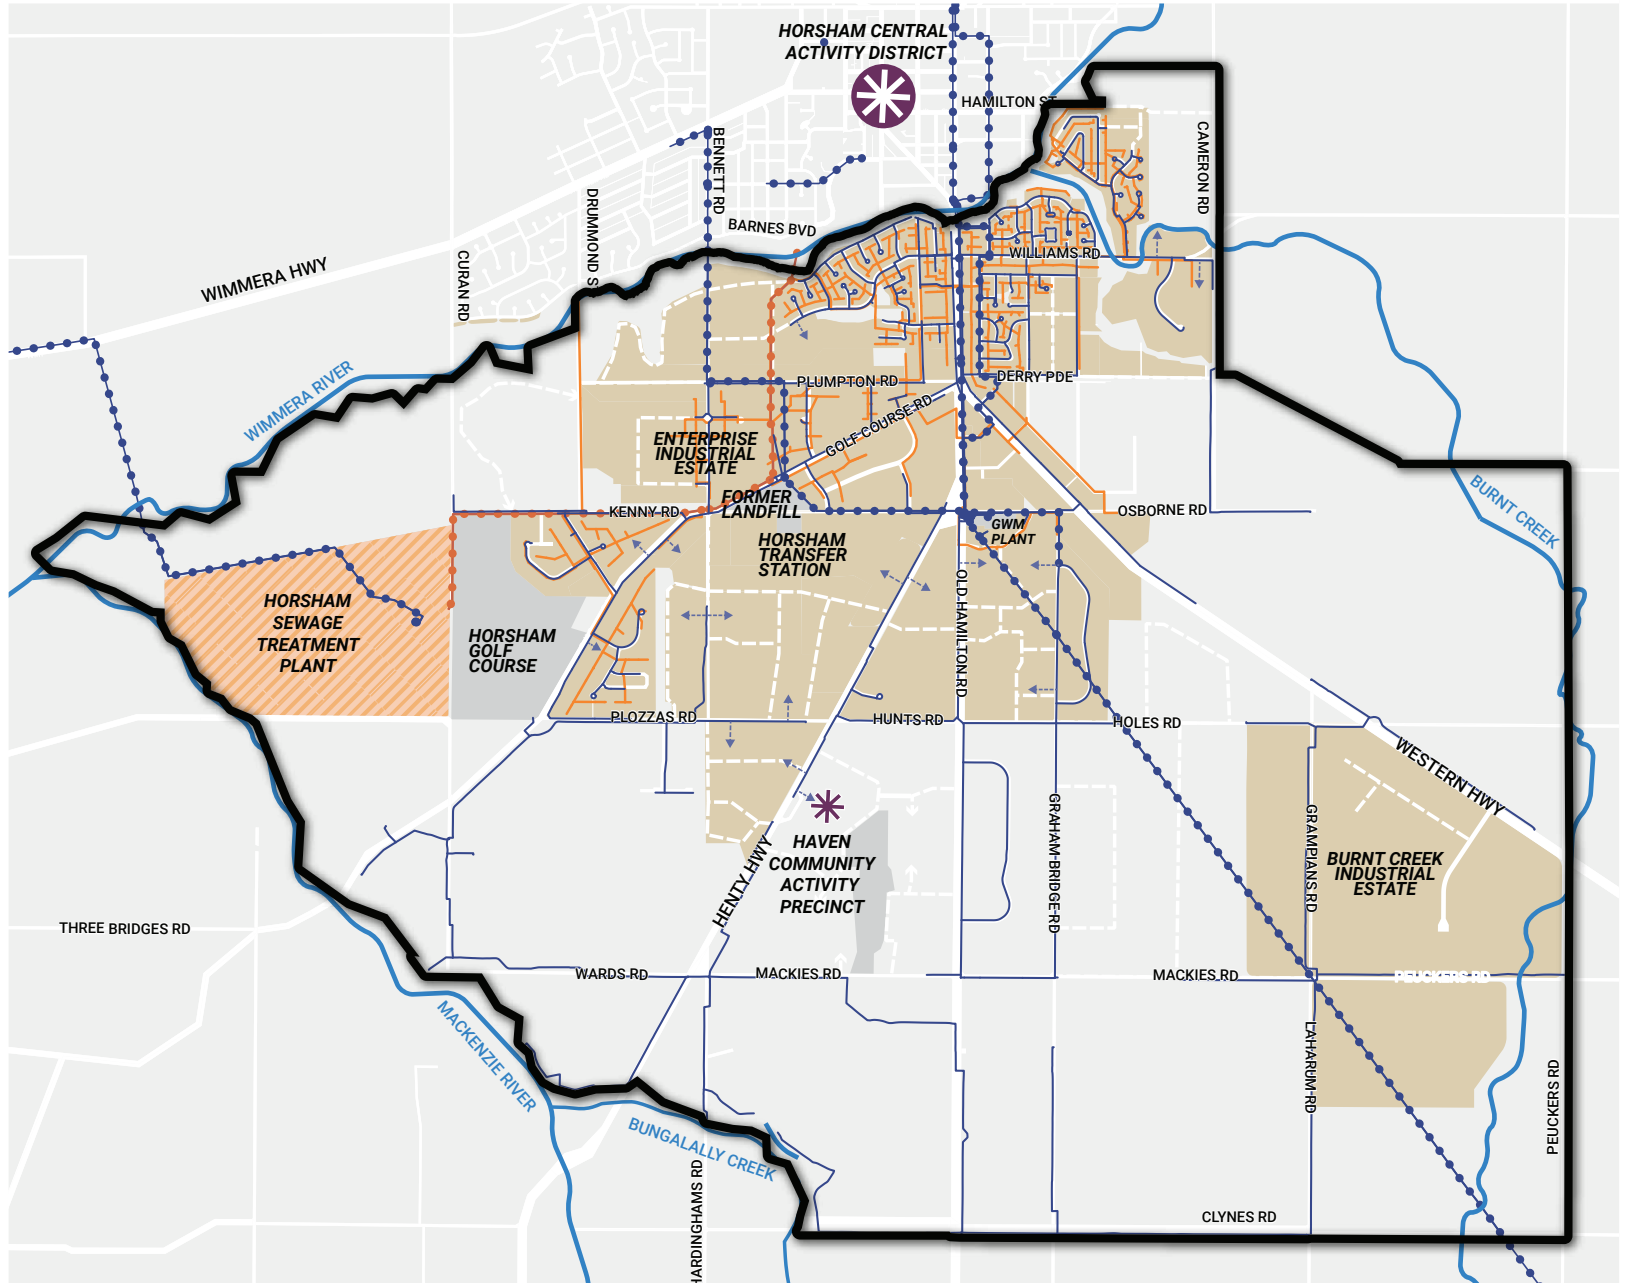 HORSHAM CENTRAL
ACTIVITY DISTRICT
HAMILTON ST
CAMERON RD
BENNETT RD
DRUMMOND ST
BARNES BVD
CURAN RD
WIMMERA HWY
WILLIAMS RD
WIMMERA RIVER
PLUMPTON RD
DERRY PDE
GOLF COURSE RD
ENTERPRISE
INDUSTRIAL
ESTATE
FORMER
LANDFILL
KENNY RD
OSBORNE RD
BURNT CREEK
GWM
PLANT
HORSHAM
TRANSFER
STATION
HORSHAM
SEWAGE
TREATMENT
PLANT
HORSHAM
GOLF
COURSE
OLD HAMILTON RD
PLOZZAS RD
HUNTS RD
HOLES RD
WESTERN HWY
GRAHAM BRIDGE RD
GRAMPIANS RD
HAVEN
COMMUNITY
ACTIVITY
PRECINCT
HENTY HWY
BURNT CREEK
INDUSTRIAL
ESTATE
THREE BRIDGES RD
WARDS RD
MACKIES RD
MACKIES RD
PEUCKERS RD
MACKENZIE RIVER
LAHARUM RD
PEUCKERS RD
BUNGALALLY CREEK
HARDINGHAMS RD
CLYNES RD